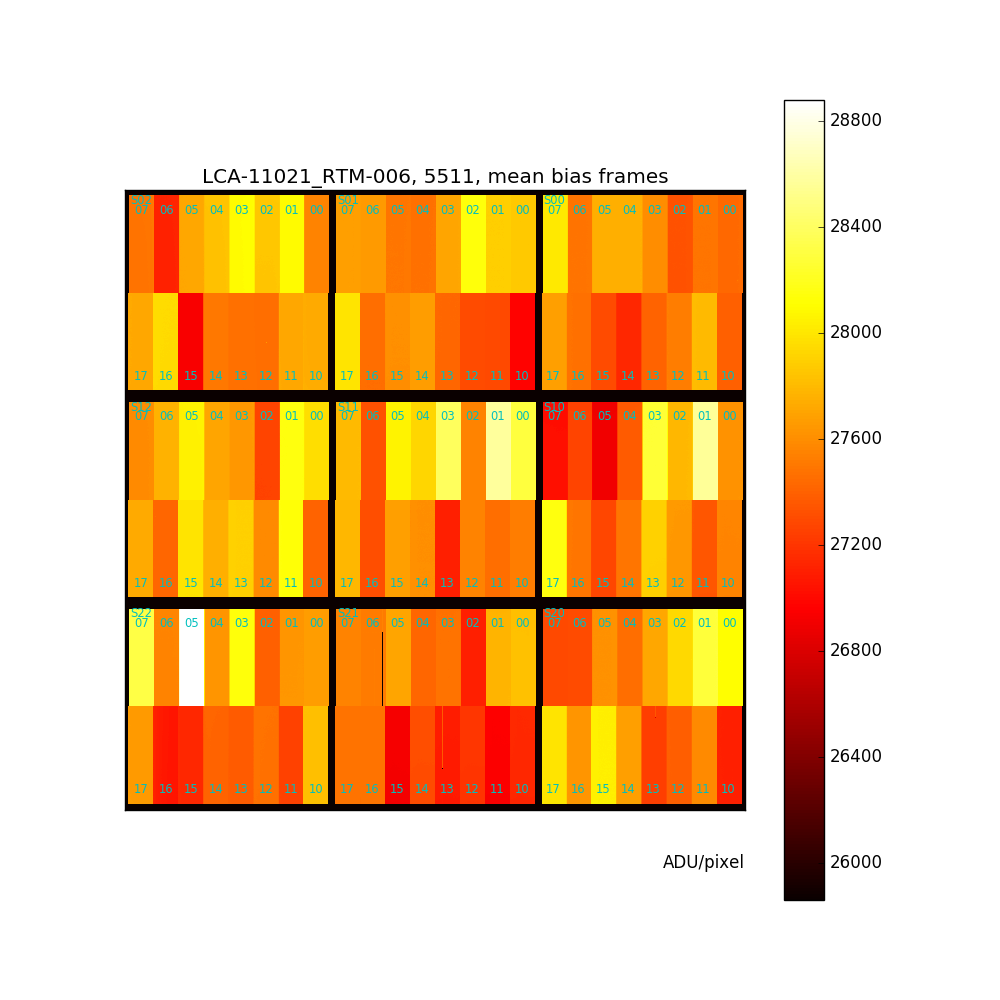 LCA-11021_RTM-006, 5511, mean bias frames
S02 S01 S00
07 06 05 04 03 02 01 00 07 06 05 04 03 02 01 00 07 06 05 04 03 02 01 00
17 16 15 14 13 12 11 10 17 16 15 14 13 12 11 10 17 16 15 14 13 12 11 10
S12 S11 S10
07 06 05 04 03 02 01 00 07 06 05 04 03 02 01 00 07 06 05 04 03 02 01 00
17 16 15 14 13 12 11 10 17 16 15 14 13 12 11 10 17 16 15 14 13 12 11 10
S22 S21 S20
07 06 05 04 03 02 01 00 07 06 05 04 03 02 01 00 07 06 05 04 03 02 01 00
17 16 15 14 13 12 11 10 17 16 15 14 13 12 11 10 17 16 15 14 13 12 11 10
ADU/pixel
28800
28400
28000
27600
27200
26800
26400
26000